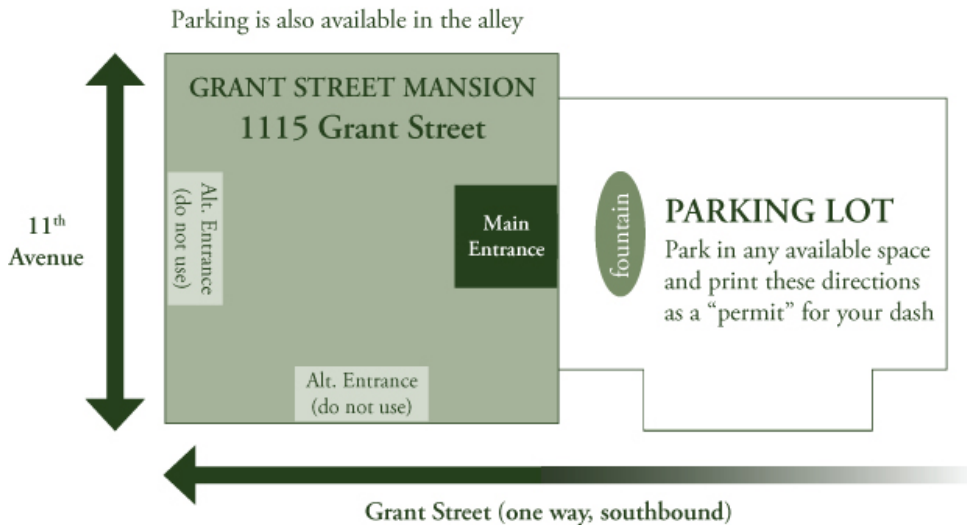 Parking is also available in the alley
GRANT STREET MANSION
1115 Grant Street
11th
Avenue
Alt. Entrance
(do not use)
Main
Entrance
fountain
PARKING LOT
Park in any available space
and print these directions
as a “permit” for your dash
Alt. Entrance
(do not use)
Grant Street (one way, southbound)